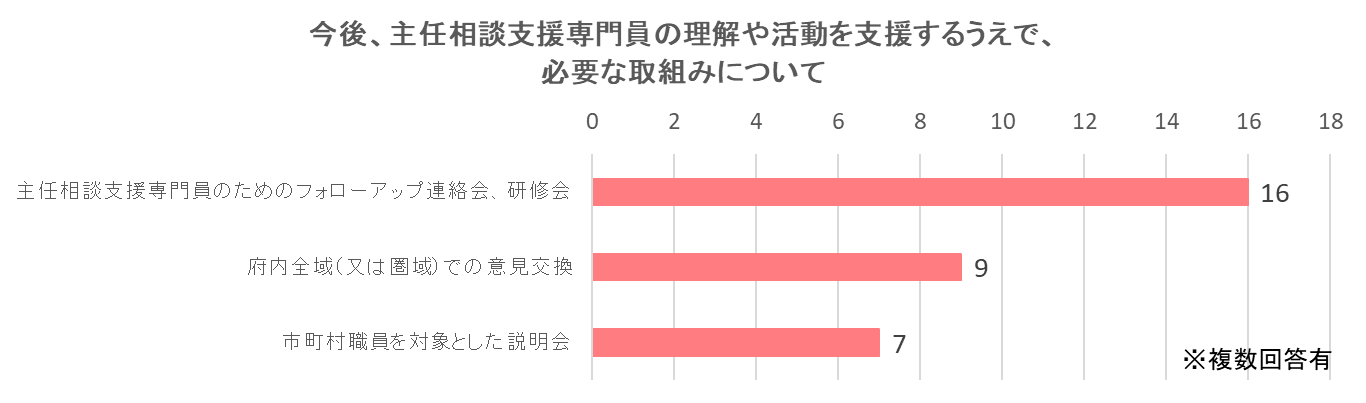 今後、主任相談支援専門員の理解や活動を支援するうえで、
必要な取組みについて
0 2 4 6 8 10 12 14 16 18
主任相談支援専門員のためのフォローアップ連絡会、研修会 16
府内全域(又は圏域)での意見交換 9
市町村職員を対象とした説明会 7
※複数回答有